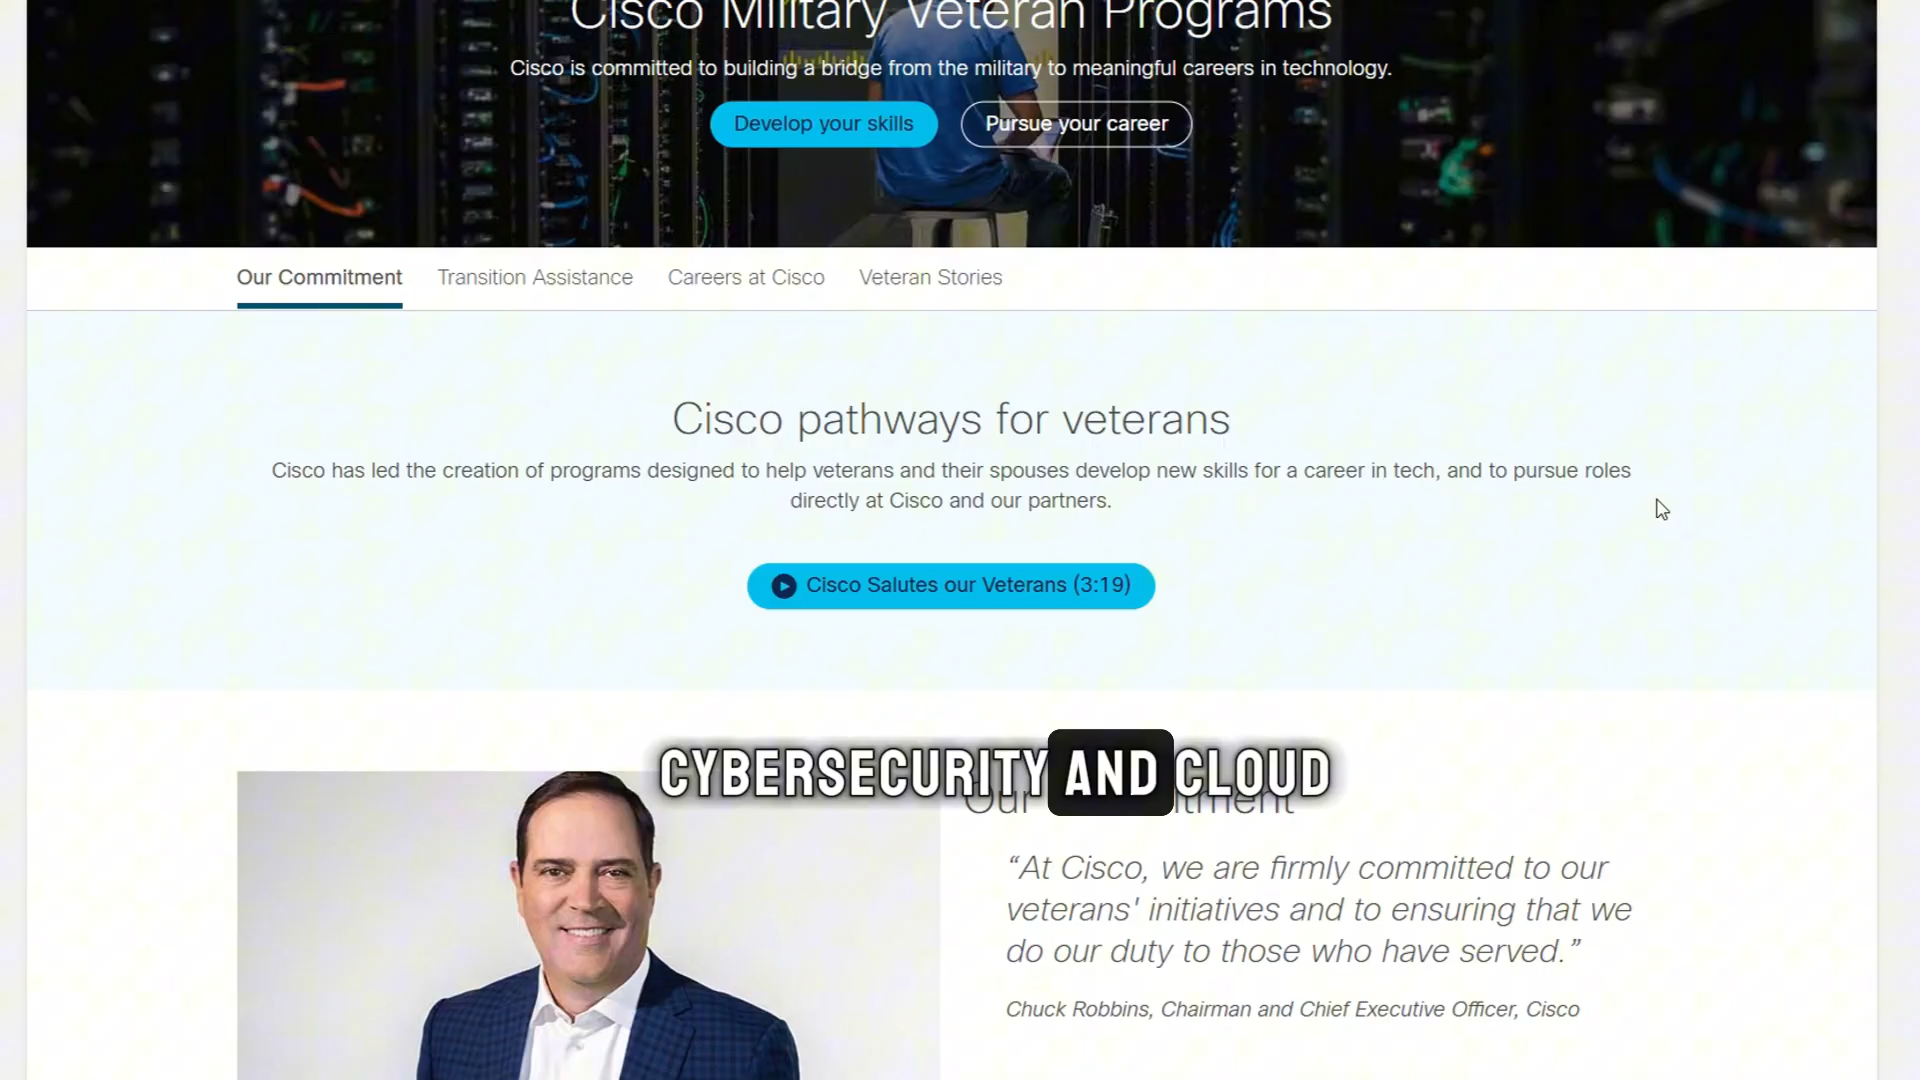 Cisco Military Veteran Programs
Cisco is committed to building a bridge from the military to meaningful careers in technology.
Develop your skills
Pursue your career
Our Commitment
Transition Assistance
Careers at Cisco
Veteran Stories
Cisco pathways for veterans
Cisco has led the creation of programs designed to help veterans and their spouses develop new skills for a career in tech, and to pursue roles
directly at Cisco and our partners.
Cisco Salutes our Veterans (3:19)
CYBERSECURITY AND CLOUD
Our Commitment
“At Cisco, we are firmly committed to our
veterans' initiatives and to ensuring that we
do our duty to those who have served.”
Chuck Robbins, Chairman and Chief Executive Officer, Cisco